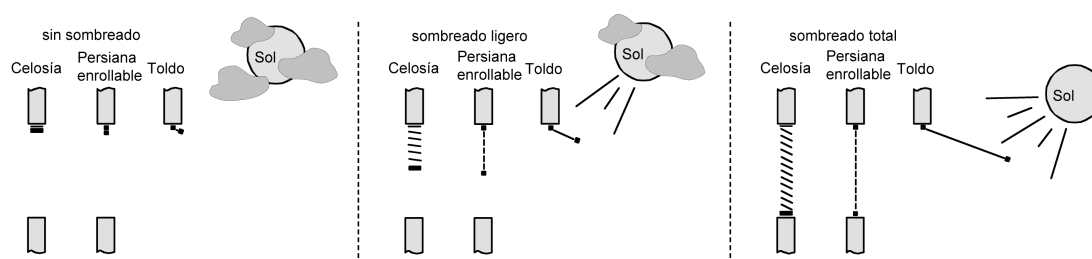 sin sombreado
Celosía
Persiana
enrollable
Toldo
Sol
sombreado ligero
Celosía
Persiana
enrollable
Toldo
Sol
sombreado total
Celosía
Persiana
enrollable
Toldo
Sol